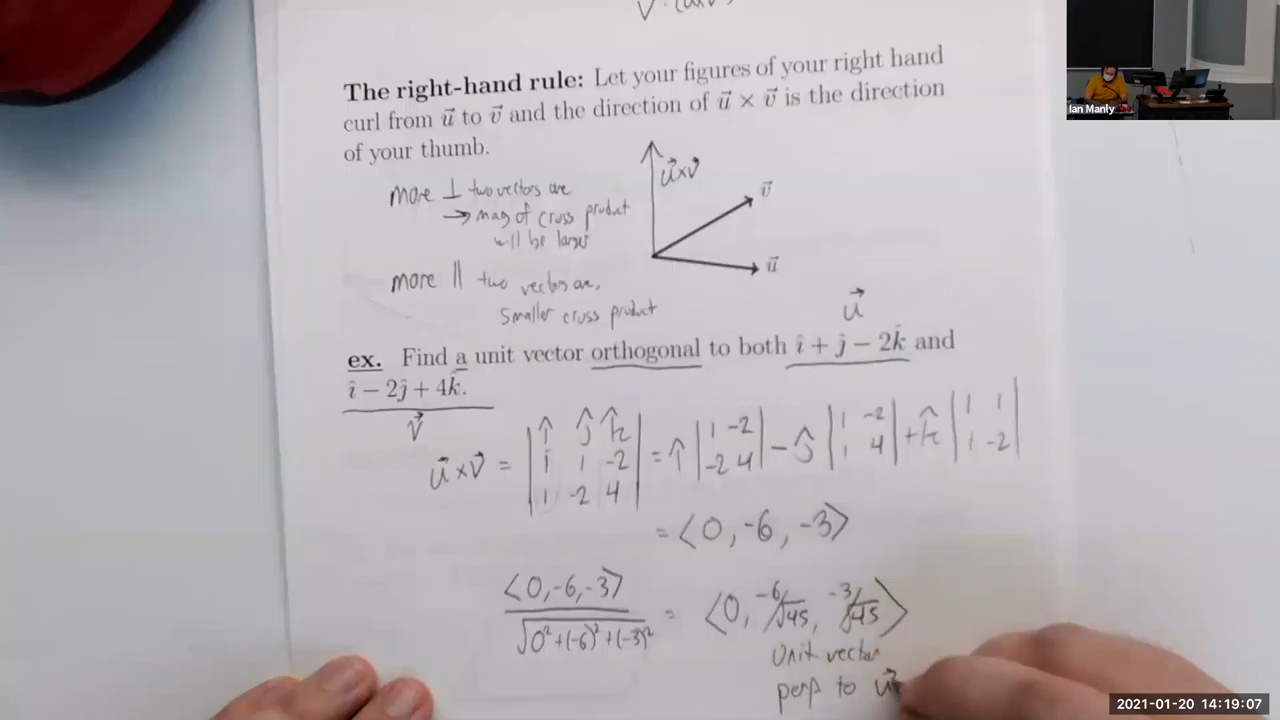 The right-hand rule: Let your figures of your right hand
curl from u⃗ to v⃗ and the direction of u⃗ × v⃗ is the direction
of your thumb.
more ⊥ two vectors are
→ mag of cross product
will be larger
more || two vectors are,
smaller cross product
u⃗×v⃗
v⃗
u⃗
u⃗
ex. Find a unit vector orthogonal to both î + ĵ − 2k̂ and
î − 2ĵ + 4k̂.
v⃗
u⃗×v⃗ = |î ĵ k̂; 1 1 -2; 1 -2 4| = î |1 -2; -2 4| - ĵ |1 -2; 1 4| + k̂ |1 1; 1 -2|
= ⟨0, -6, -3⟩
⟨0, -6, -3⟩ / √0² + (-6)² + (-3)² = ⟨0, -6/√45, -3/√45⟩
Unit vector
perp to u⃗
Ian Manly
2021-01-20 14:19:07